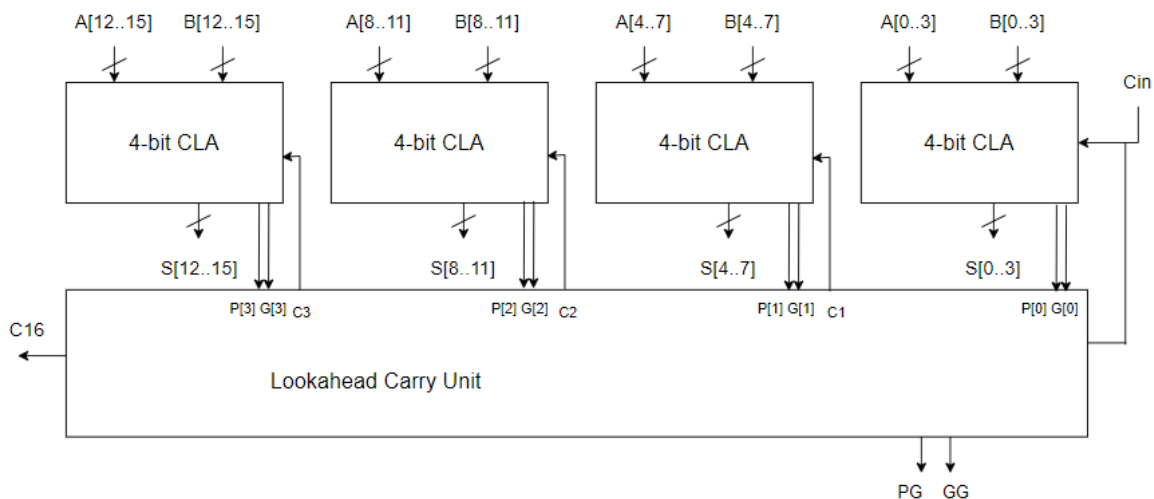 A[12..15] B[12..15] A[8..11] B[8..11] A[4..7] B[4..7] A[0..3] B[0..3]
Cin
4-bit CLA 4-bit CLA 4-bit CLA 4-bit CLA
S[12..15] S[8..11] S[4..7] S[0..3]
P[3] G[3] C3 P[2] G[2] C2 P[1] G[1] C1 P[0] G[0]
C16
Lookahead Carry Unit
PG GG